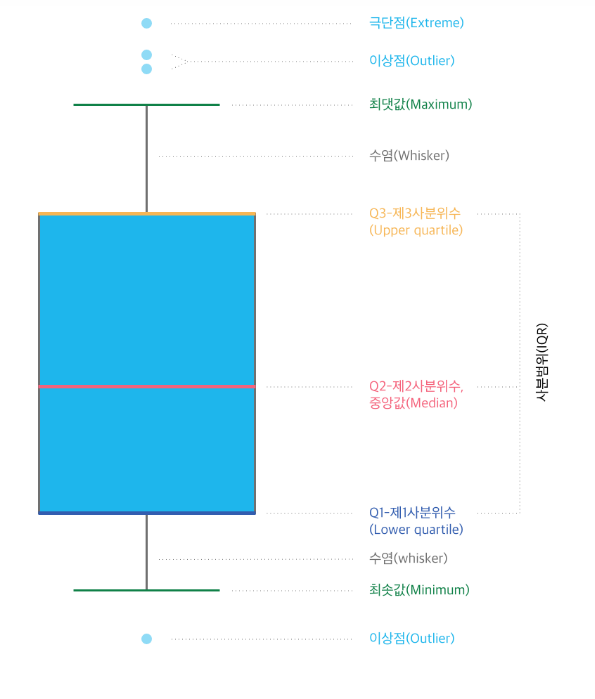 극단점(Extreme)
이상점(Outlier)
최댓값(Maximum)
수염(Whisker)
Q3-제3사분위수
(Upper quartile)
사분범위(IQR)
Q2-제2사분위수,
중앙값(Median)
Q1-제1사분위수
(Lower quartile)
수염(whisker)
최솟값(Minimum)
이상점(Outlier)